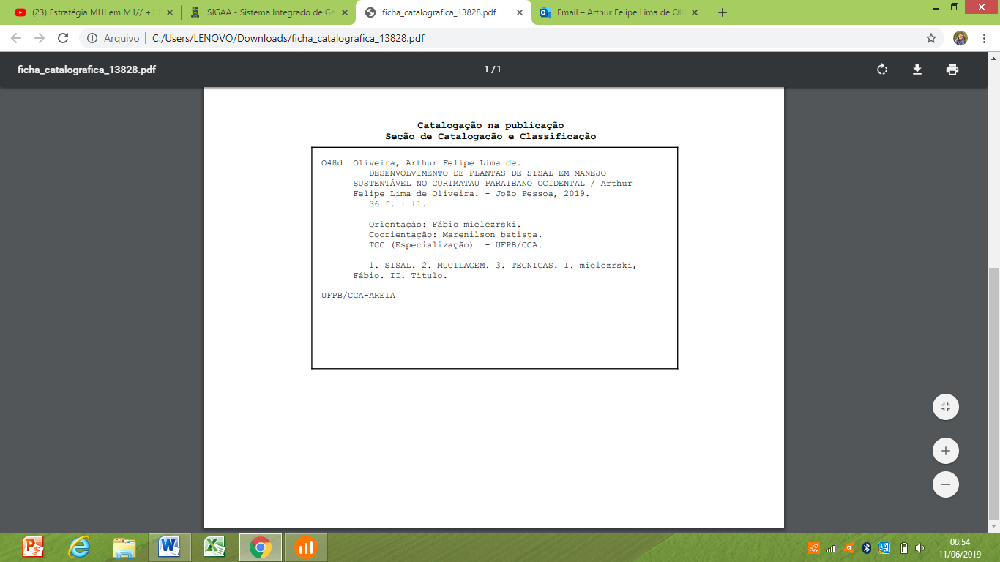 (23) Estratégia MHI em M1// +1
SIGAA - Sistema Integrado de Ge
ficha_catalografica_13828.pdf
Email – Arthur Felipe Lima de Oli
Arquivo
C:/Users/LENOVO/Downloads/ficha_catalografica_13828.pdf
ficha_catalografica_13828.pdf
1 / 1
Catalogação na publicação
Seção de Catalogação e Classificação
O48d Oliveira, Arthur Felipe Lima de.
DESENVOLVIMENTO DE PLANTAS DE SISAL EM MANEJO
SUSTENTÁVEL NO CURIMATAU PARAIBANO OCIDENTAL / Arthur
Felipe Lima de Oliveira. - João Pessoa, 2019.
36 f. : il.
Orientação: Fábio mielezrski.
Coorientação: Marenilson batista.
TCC (Especialização) - UFPB/CCA.
1. SISAL. 2. MUCILAGEM. 3. TECNICAS. I. mielezrski,
Fábio. II. Título.
UFPB/CCA-AREIA
08:54
11/06/2019